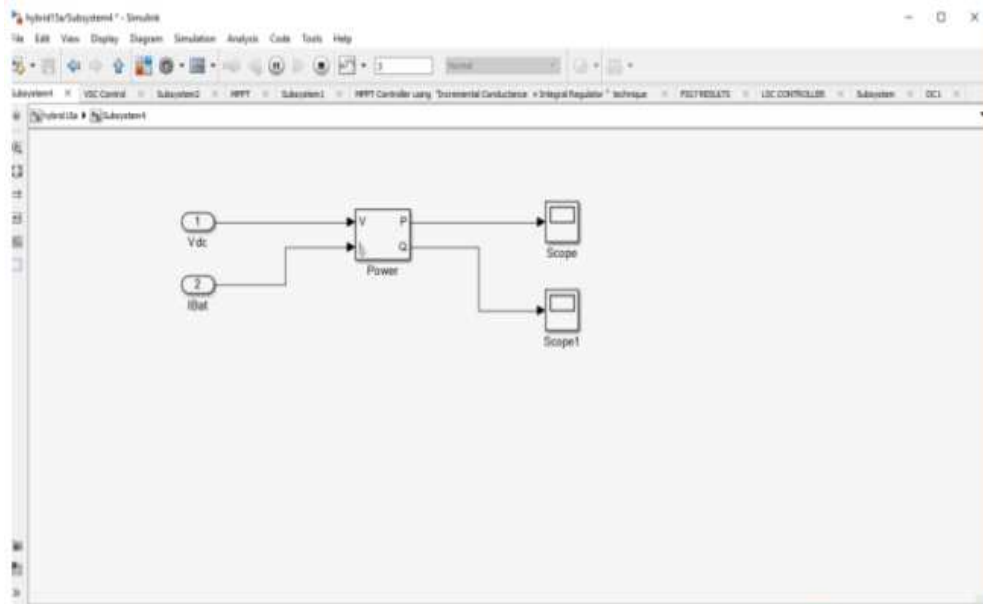 hybrid15a/Subsystem4 * - Simulink
File Edit View Display Diagram Simulation Analysis Code Tools Help
3 Normal
Subsystem4 VSC Control Subsystem2 MPPT Subsystem1 MPPT Controller using "Incremental Conductance + Integral Regulator" technique Subsystem DC1
hybrid15a Subsystem4
1
Vdc
V P
I Q
Power
Scope
2
IBat
Scope1